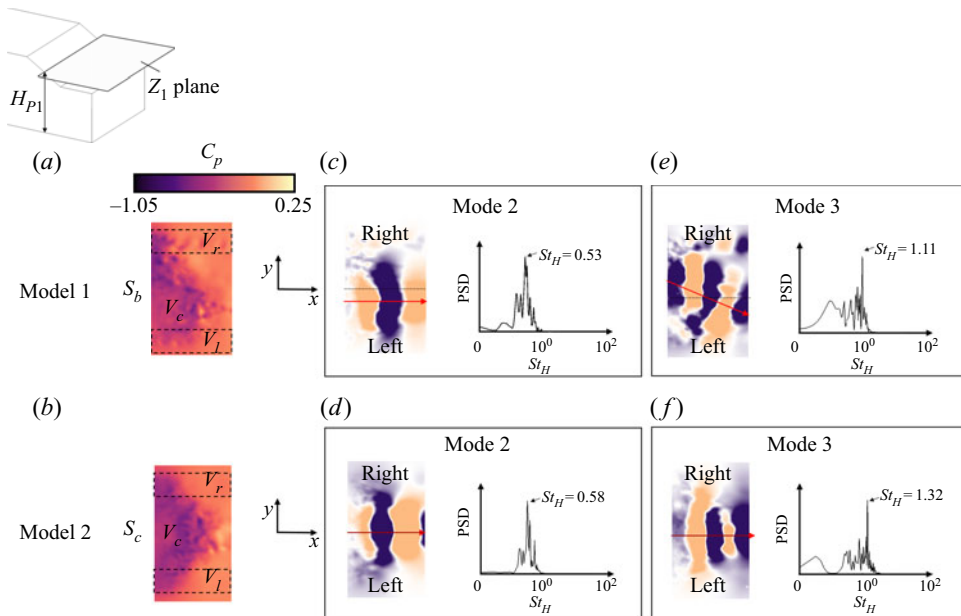 H_{P1}
Z_1 plane
(a)
C_p
–1.05
0.25
Model 1
S_b
V_r
V_c
V_l
y
x
(c)
Mode 2
Right
Left
PSD
St_H = 0.53
0
10^0
10^2
St_H
(e)
Mode 3
Right
Left
PSD
St_H = 1.11
0
10^0
10^2
St_H
(b)
Model 2
S_c
V_r
V_c
V_l
y
x
(d)
Mode 2
Right
Left
PSD
St_H = 0.58
0
10^0
10^2
St_H
(f)
Mode 3
Right
Left
PSD
St_H = 1.32
0
10^0
10^2
St_H